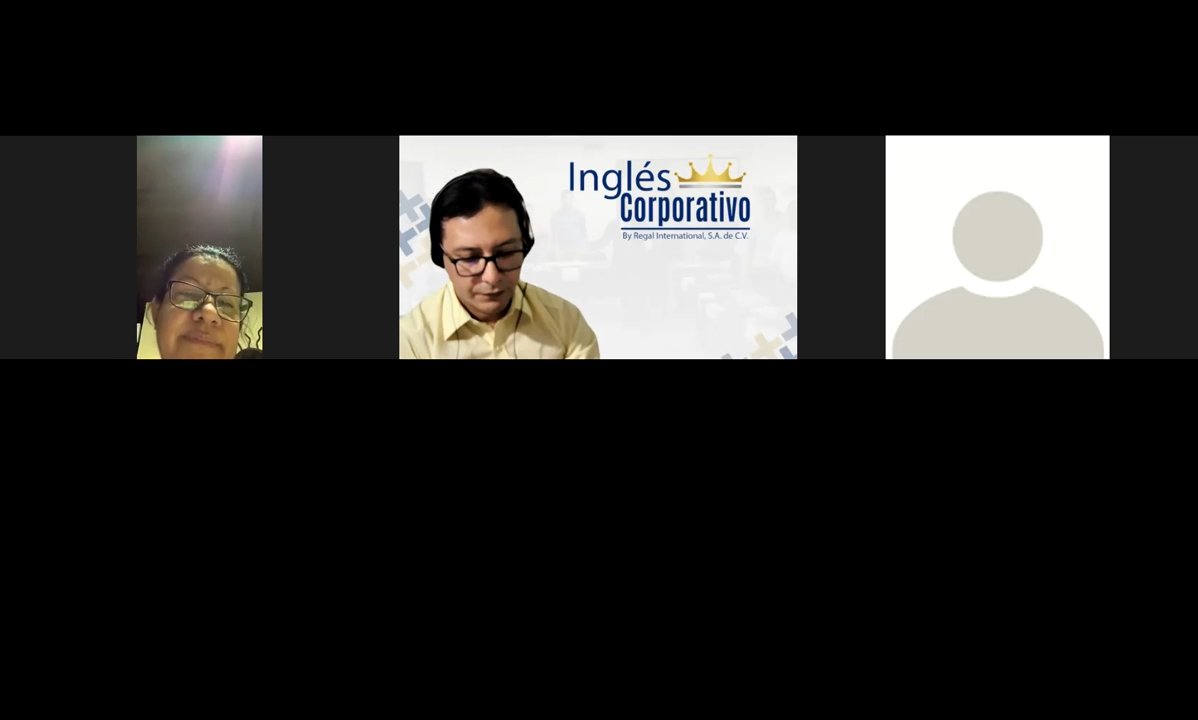 Inglés
Corporativo
By Regal International, S.A. de C.V.